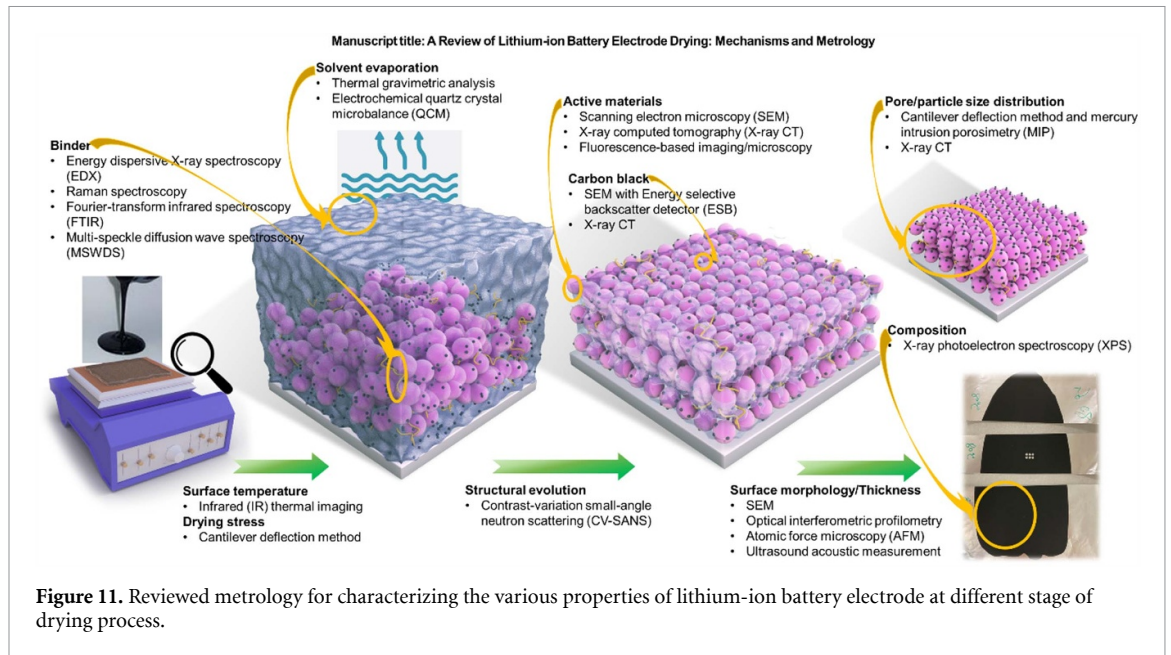 Manuscript title: A Review of Lithium-ion Battery Electrode Drying: Mechanisms and Metrology
Solvent evaporation
• Thermal gravimetric analysis
• Electrochemical quartz crystal
microbalance (QCM)
Binder
• Energy dispersive X-ray spectroscopy
(EDX)
• Raman spectroscopy
• Fourier-transform infrared spectroscopy
(FTIR)
• Multi-speckle diffusion wave spectroscopy
(MSWDS)
Active materials
• Scanning electron microscopy (SEM)
• X-ray computed tomography (X-ray CT)
• Fluorescence-based imaging/microscopy
Carbon black
• SEM with Energy selective
backscatter detector (ESB)
• X-ray CT
Pore/particle size distribution
• Cantilever deflection method and mercury
intrusion porosimetry (MIP)
• X-ray CT
Composition
• X-ray photoelectron spectroscopy (XPS)
Surface temperature
• Infrared (IR) thermal imaging
Drying stress
• Cantilever deflection method
Structural evolution
• Contrast-variation small-angle
neutron scattering (CV-SANS)
Surface morphology/Thickness
• SEM
• Optical interferometric profilometry
• Atomic force microscopy (AFM)
• Ultrasound acoustic measurement
Figure 11. Reviewed metrology for characterizing the various properties of lithium-ion battery electrode at different stage of
drying process.